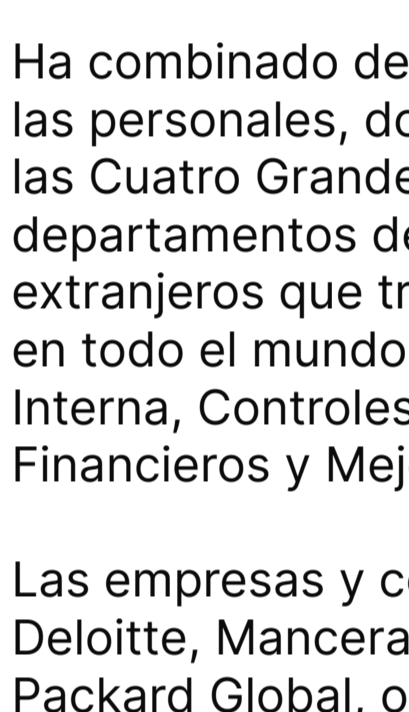 Ha combinado de
las personales, do
las Cuatro Grande
departamentos de
extranjeros que tr
en todo el mundo
Interna, Controles
Financieros y Mej
Las empresas y c
Deloitte, Mancera
Packard Global, o